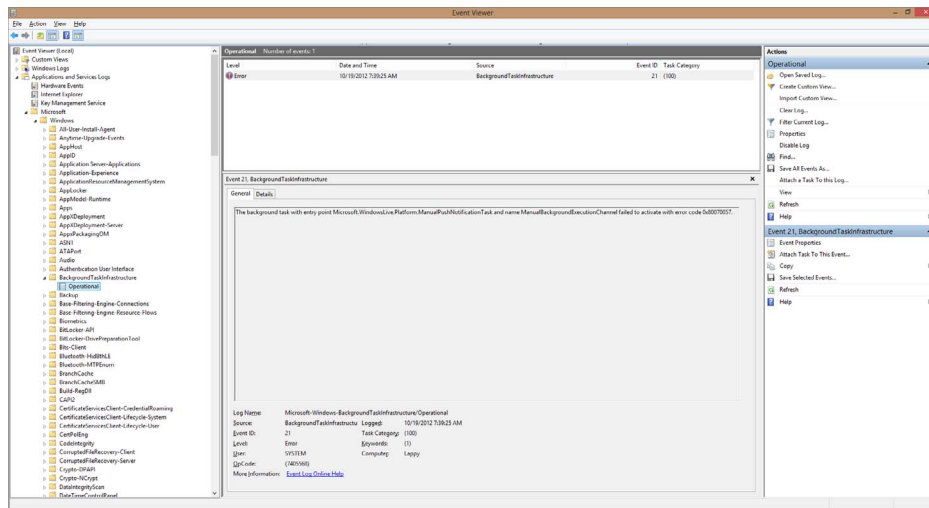 Event Viewer
File Action View Help
Event Viewer (Local)
Custom Views
Windows Logs
Applications and Services Logs
Hardware Events
Internet Explorer
Key Management Service
Microsoft
Windows
All-User-Install-Agent
Anytime-Upgrade-Events
AppHost
AppID
Application Server-Applications
Application-Experience
ApplicationResourceManagementSystem
AppLocker
AppModel-Runtime
Apps
AppXDeployment
AppXDeployment-Server
AppxPackagingOM
ASN1
ATAPort
Audio
Authentication User Interface
BackgroundTaskInfrastructure
Operational
Backup
Base-Filtering-Engine-Connections
Base-Filtering-Engine-Resource-Flows
Biometrics
BitLocker-API
BitLocker-DrivePreparationTool
Bits-Client
Bluetooth-HidBthLE
Bluetooth-MTPEnum
BranchCache
BranchCacheSMB
Build-RegDll
CAPI2
CertificateServicesClient-CredentialRoaming
CertificateServicesClient-Lifecycle-System
CertificateServicesClient-Lifecycle-User
CertPolEng
CodeIntegrity
CorruptedFileRecovery-Client
CorruptedFileRecovery-Server
Crypto-DPAPI
Crypto-NCrypt
DataIntegrityScan
DateTimeControlPanel
Operational Number of events: 1
Level Date and Time Source Event ID Task Category
Error 10/19/2012 7:39:25 AM BackgroundTaskInfrastructure 21 (100)
Event 21, BackgroundTaskInfrastructure
General Details
The background task with entry point Microsoft.WindowsLive.Platform.ManualPushNotificationTask and name ManualBackgroundExecutionChannel failed to activate with error code 0x80070057.
Log Name: Microsoft-Windows-BackgroundTaskInfrastructure/Operational
Source: BackgroundTaskInfrastructu Logged: 10/19/2012 7:39:25 AM
Event ID: 21 Task Category: (100)
Level: Error Keywords: (1)
User: SYSTEM Computer: Lappy
OpCode: (7405568)
More Information: Event Log Online Help
Actions
Operational
Open Saved Log...
Create Custom View...
Import Custom View...
Clear Log...
Filter Current Log...
Properties
Disable Log
Find...
Save All Events As...
Attach a Task To this Log...
View
Refresh
Help
Event 21, BackgroundTaskInfrastructure
Event Properties
Attach Task To This Event...
Copy
Save Selected Events...
Refresh
Help